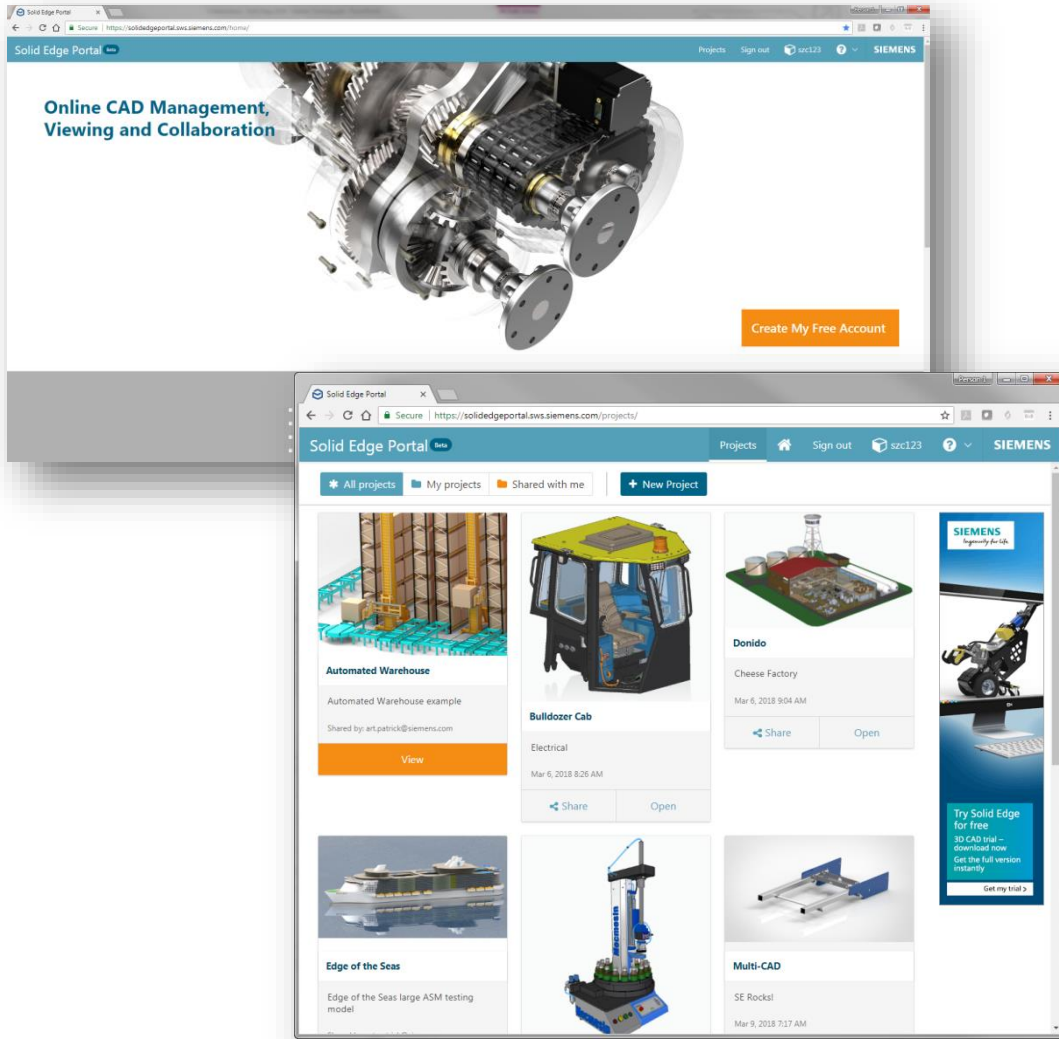 Solid Edge Portal
Secure | https://solidedgeportal.sws.siemens.com/home/
Solid Edge Portal Beta
Projects Sign out szc123 ? SIEMENS
Online CAD Management,
Viewing and Collaboration
Create My Free Account
Solid Edge Portal
Secure | https://solidedgeportal.sws.siemens.com/projects/
Solid Edge Portal Beta
Projects Sign out szc123 ? SIEMENS
All projects My projects Shared with me + New Project
Automated Warehouse
Automated Warehouse example
Shared by: art.patrick@siemens.com
View
Bulldozer Cab
Electrical
Mar 6, 2018 8:26 AM
Share Open
Donido
Cheese Factory
Mar 6, 2018 9:04 AM
Share Open
SIEMENS
Ingenuity for life
Try Solid Edge
for free
3D CAD trial –
download now
Get the full version
instantly
Get my trial >
Edge of the Seas
Edge of the Seas large ASM testing
model
Mecmesin
Multi-CAD
SE Rocks!
Mar 9, 2018 7:17 AM